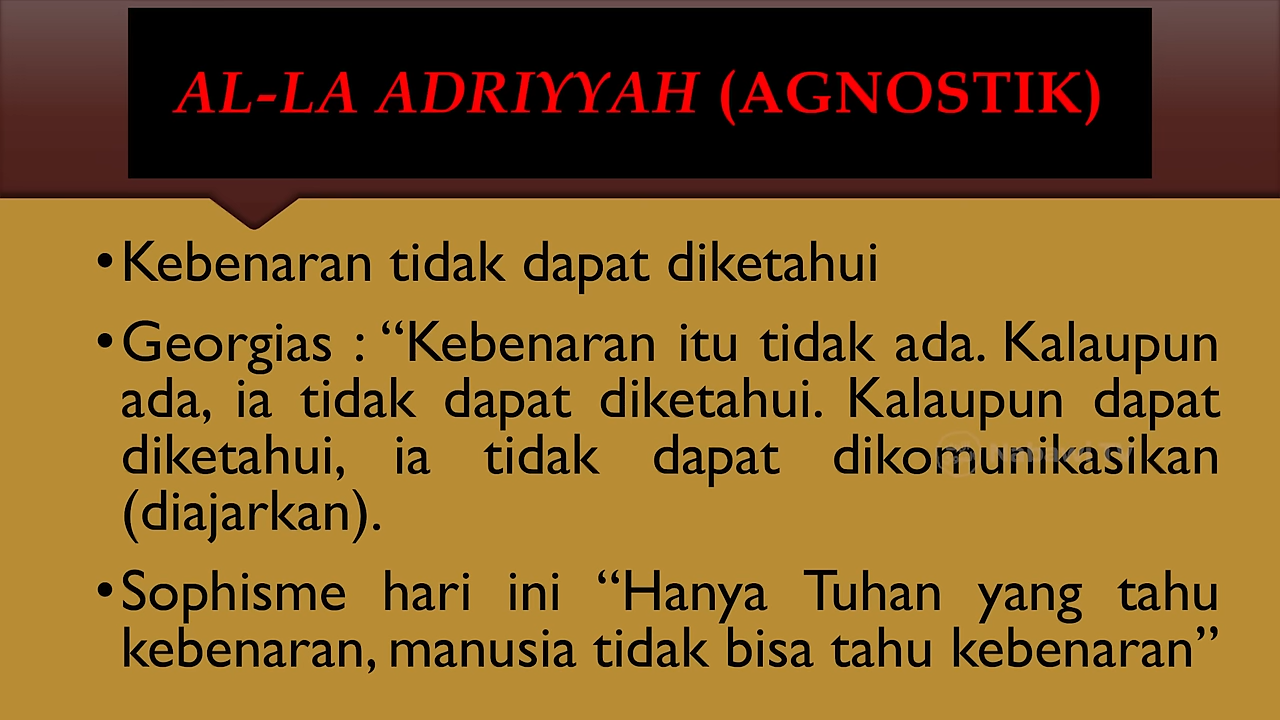 AL-LA ADRIYYAH (AGNOSTIK)
•Kebenaran tidak dapat diketahui
•Georgias : “Kebenaran itu tidak ada. Kalaupun
ada, ia tidak dapat diketahui. Kalaupun dapat
diketahui, ia tidak dapat dikomunikasikan
(diajarkan).
•Sophisme hari ini “Hanya Tuhan yang tahu
kebenaran, manusia tidak bisa tahu kebenaran”